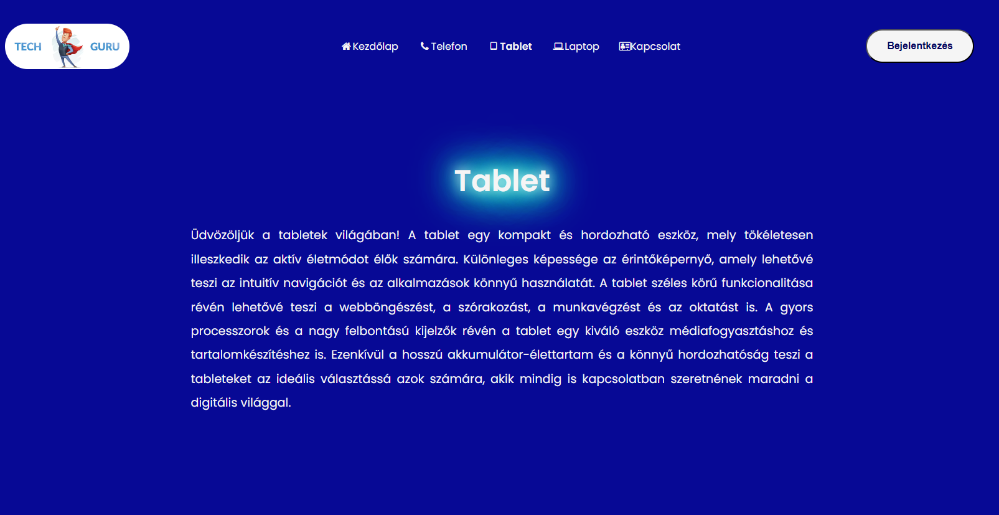 TECH GURU
Kezdőlap Telefon Tablet Laptop Kapcsolat
Bejelentkezés
Tablet
Üdvözöljük a tabletek világában! A tablet egy kompakt és hordozható eszköz, mely tökéletesen
illeszkedik az aktív életmódot élők számára. Különleges képessége az érintőképernyő, amely lehetővé
teszi az intuitív navigációt és az alkalmazások könnyű használatát. A tablet széles körű funkcionalitása
révén lehetővé teszi a webböngészést, a szórakozást, a munkavégzést és az oktatást is. A gyors
processzorok és a nagy felbontású kijelzők révén a tablet egy kiváló eszköz médiafogyasztáshoz és
tartalomkészítéshez is. Ezenkívül a hosszú akkumulátor-élettartam és a könnyű hordozhatóság teszi a
tableteket az ideális választássá azok számára, akik mindig is kapcsolatban szeretnének maradni a
digitális világgal.